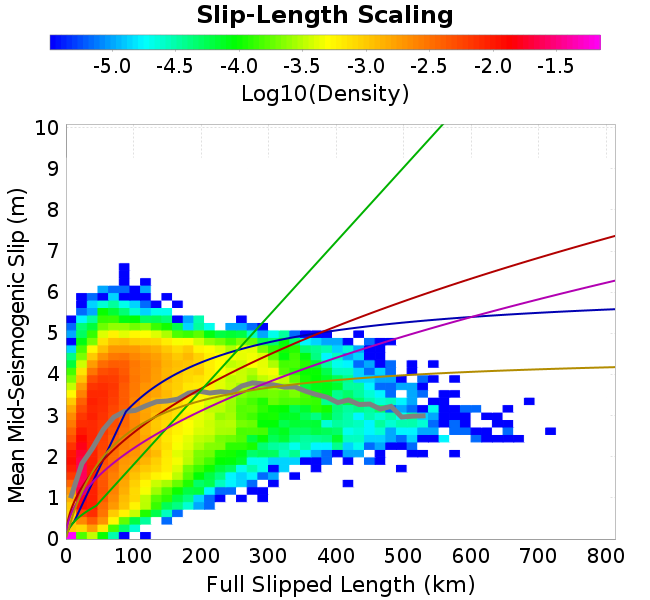 Slip-Length Scaling
-5.0 -4.5 -4.0 -3.5 -3.0 -2.5 -2.0 -1.5
Log10(Density)
10
9
8
7
6
5
4
3
2
1
0
Mean Mid-Seismogenic Slip (m)
0 100 200 300 400 500 600 700 800
Full Slipped Length (km)